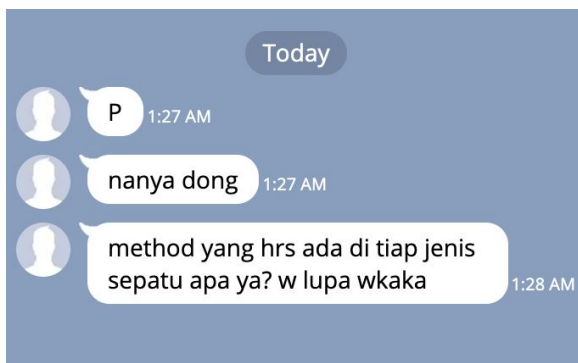 Today
P
1:27 AM
nanya dong
1:27 AM
method yang hrs ada di tiap jenis
sepatu apa ya? w lupa wkaka
1:28 AM